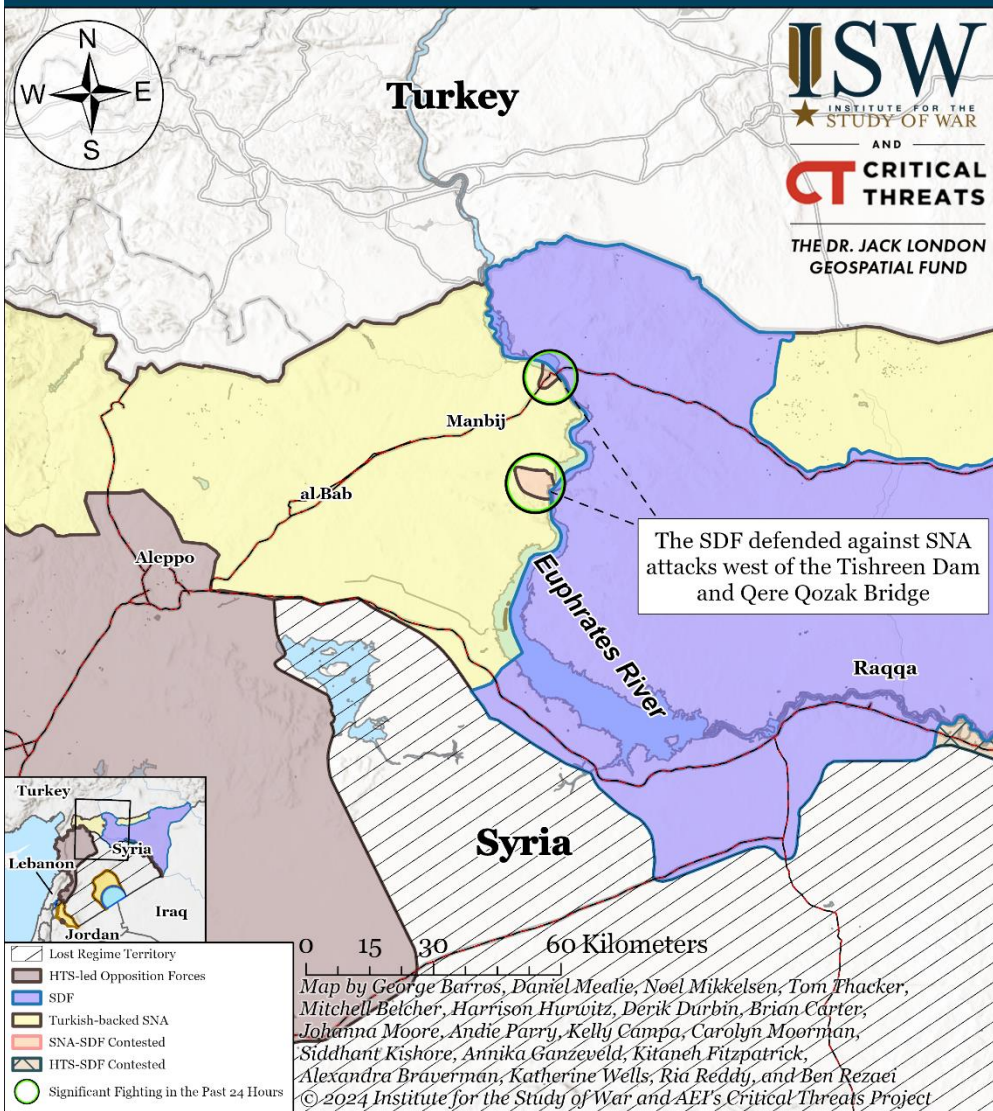 N
W
E
S
Turkey
ISW
INSTITUTE FOR THE
STUDY OF WAR
AND
CT CRITICAL
THREATS
THE DR. JACK LONDON
GEOSPATIAL FUND
Manbij
al Bab
Aleppo
The SDF defended against SNA
attacks west of the Tishreen Dam
and Qere Qozak Bridge
Euphrates River
Raqqa
Syria
Turkey
Lebanon
Syria
Iraq
Jordan
Lost Regime Territory
HTS-led Opposition Forces
SDF
Turkish-backed SNA
SNA-SDF Contested
HTS-SDF Contested
Significant Fighting in the Past 24 Hours
0 15 30 60 Kilometers
Map by George Barros, Daniel Mealie, Noel Mikkelsen, Tom Thacker,
Mitchell Belcher, Harrison Hurwitz, Derik Durbin, Brian Carter,
Johanna Moore, Andie Parry, Kelly Campa, Carolyn Moorman,
Siddhant Kishore, Annika Ganzeveld, Kitaneh Fitzpatrick,
Alexandra Braverman, Katherine Wells, Ria Reddy, and Ben Rezaei
© 2024 Institute for the Study of War and AEI's Critical Threats Project